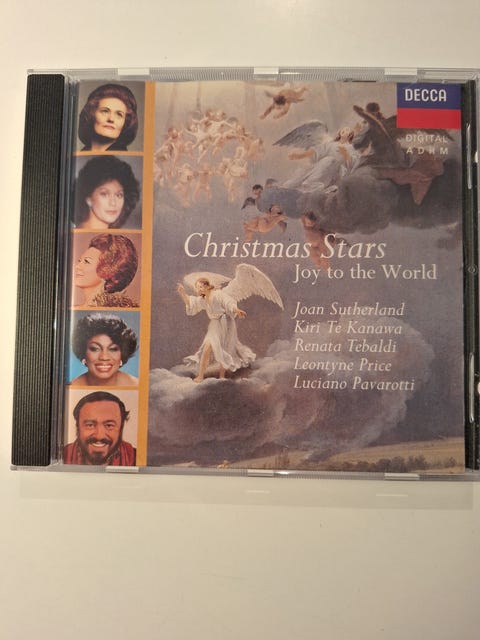 DECCA
DIGITAL
ADRM
Christmas Stars
Joy to the World
Joan Sutherland
Kiri Te Kanawa
Renata Tebaldi
Leontyne Price
Luciano Pavarotti